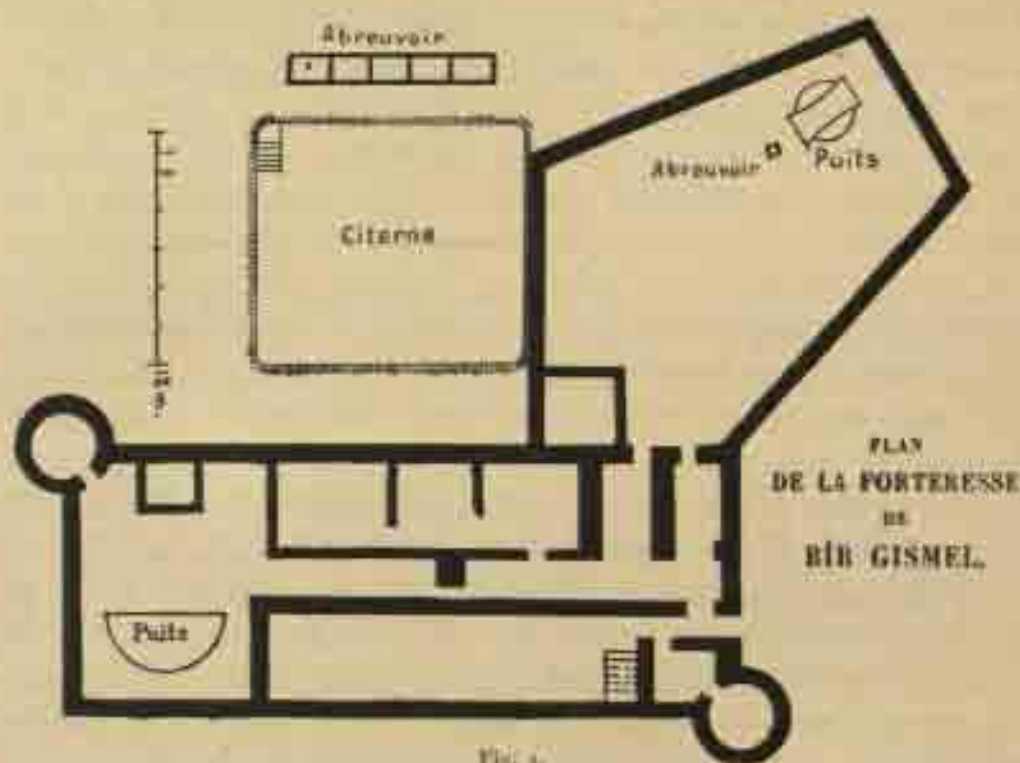 Abreuvoir
Citerne
Abreuvoir
Puits
PLAN
DE LA FORTERESSE
DE
BÎR GISMEL.
Puits